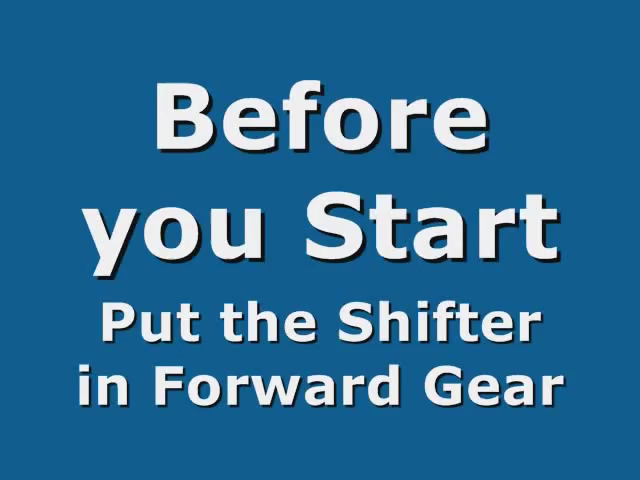 Before
you Start
Put the Shifter
in Forward Gear